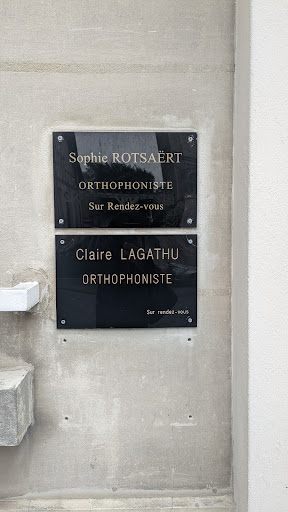 Sophie ROTSAËRT
ORTHOPHONISTE
Sur Rendez-vous
Claire LAGATHU
ORTHOPHONISTE
Sur rendez-vous